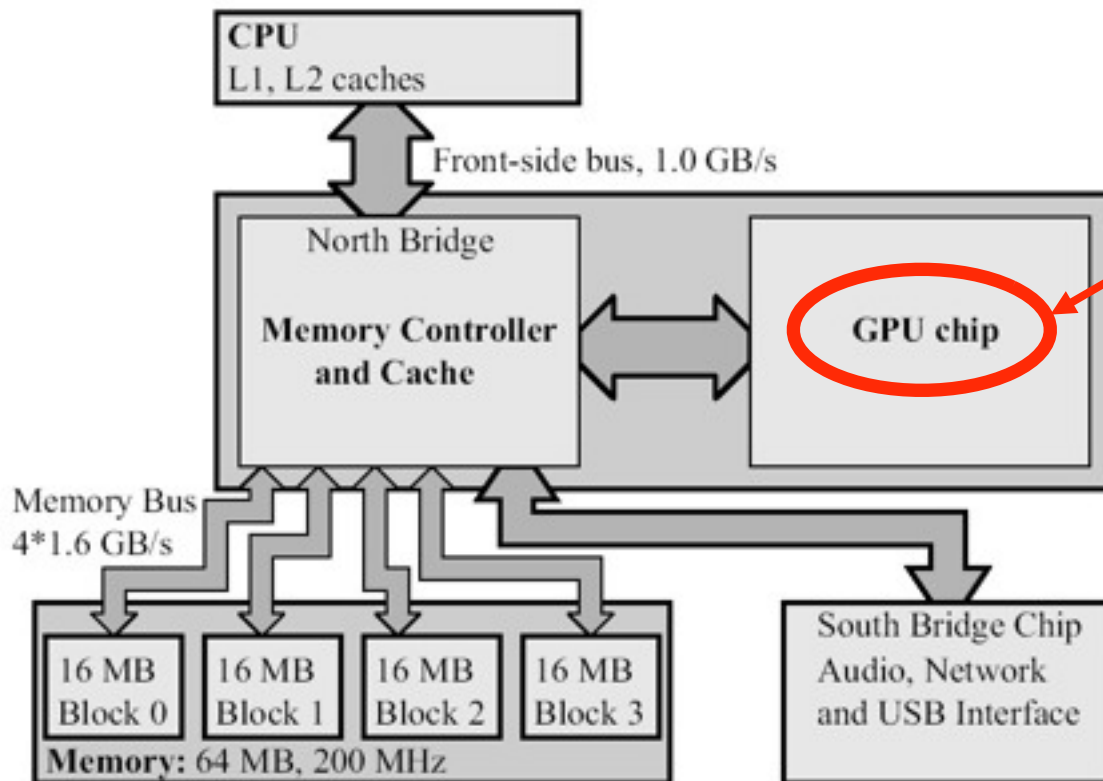 CPU
L1, L2 caches
Front-side bus, 1.0 GB/s
North Bridge
Memory Controller
and Cache
GPU chip
Memory Bus
4*1.6 GB/s
16 MB
Block 0
16 MB
Block 1
16 MB
Block 2
16 MB
Block 3
Memory: 64 MB, 200 MHz
South Bridge Chip
Audio, Network
and USB Interface